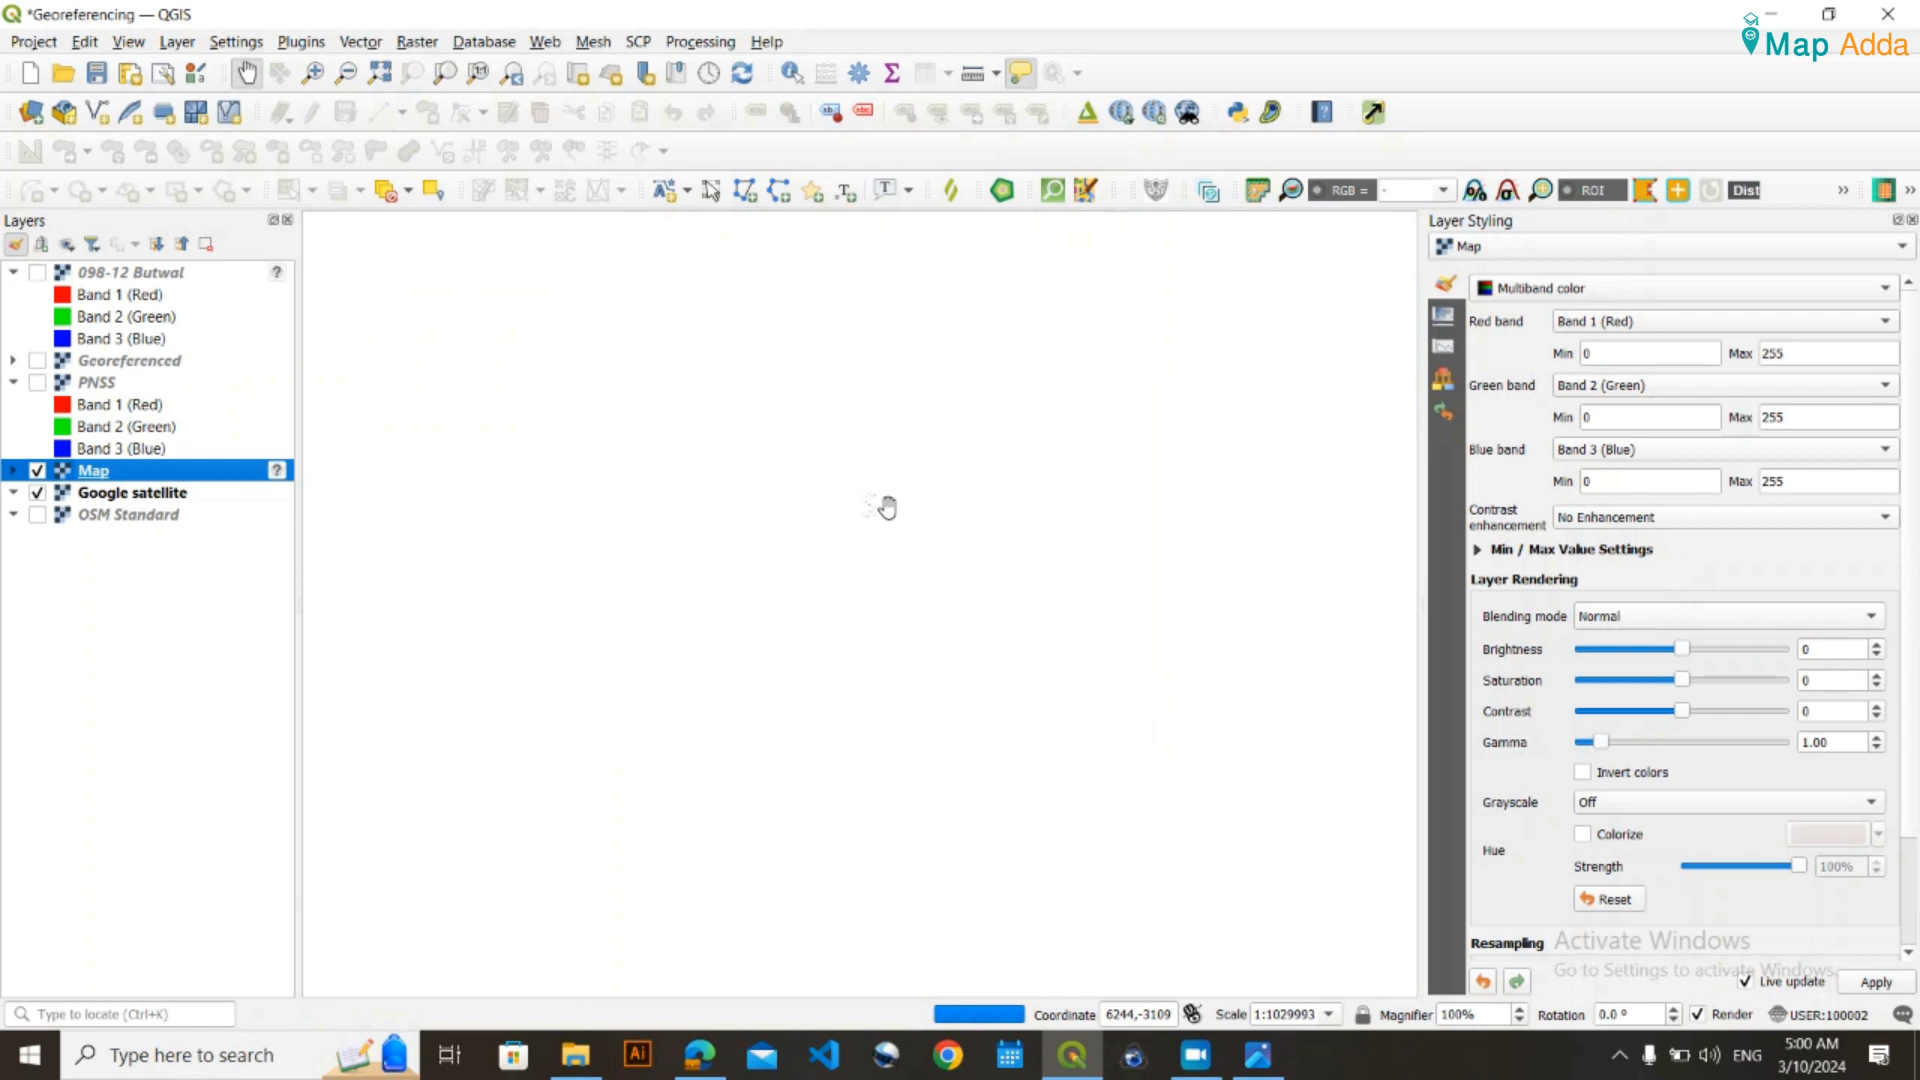 *Georeferencing — QGIS
Map Adda
Project Edit View Layer Settings Plugins Vector Raster Database Web Mesh SCP Processing Help
RGB = - ROI Dist
Layers
098-12 Butwal ?
Band 1 (Red)
Band 2 (Green)
Band 3 (Blue)
Georeferenced
PNSS
Band 1 (Red)
Band 2 (Green)
Band 3 (Blue)
Map ?
Google satellite
OSM Standard
Layer Styling
Map
Multiband color
Red band Band 1 (Red)
Min 0 Max 255
Green band Band 2 (Green)
Min 0 Max 255
Blue band Band 3 (Blue)
Min 0 Max 255
Contrast enhancement No Enhancement
Min / Max Value Settings
Layer Rendering
Blending mode Normal
Brightness 0
Saturation 0
Contrast 0
Gamma 1.00
Invert colors
Grayscale Off
Colorize
Hue
Strength 100%
Reset
Resampling
Activate Windows
Go to Settings to activate Windows.
Live update Apply
Type to locate (Ctrl+K) Coordinate 6244,-3109 Scale 1:1029993 Magnifier 100% Rotation 0.0 ° Render USER:100002
Type here to search ENG 5:00 AM
3/10/2024